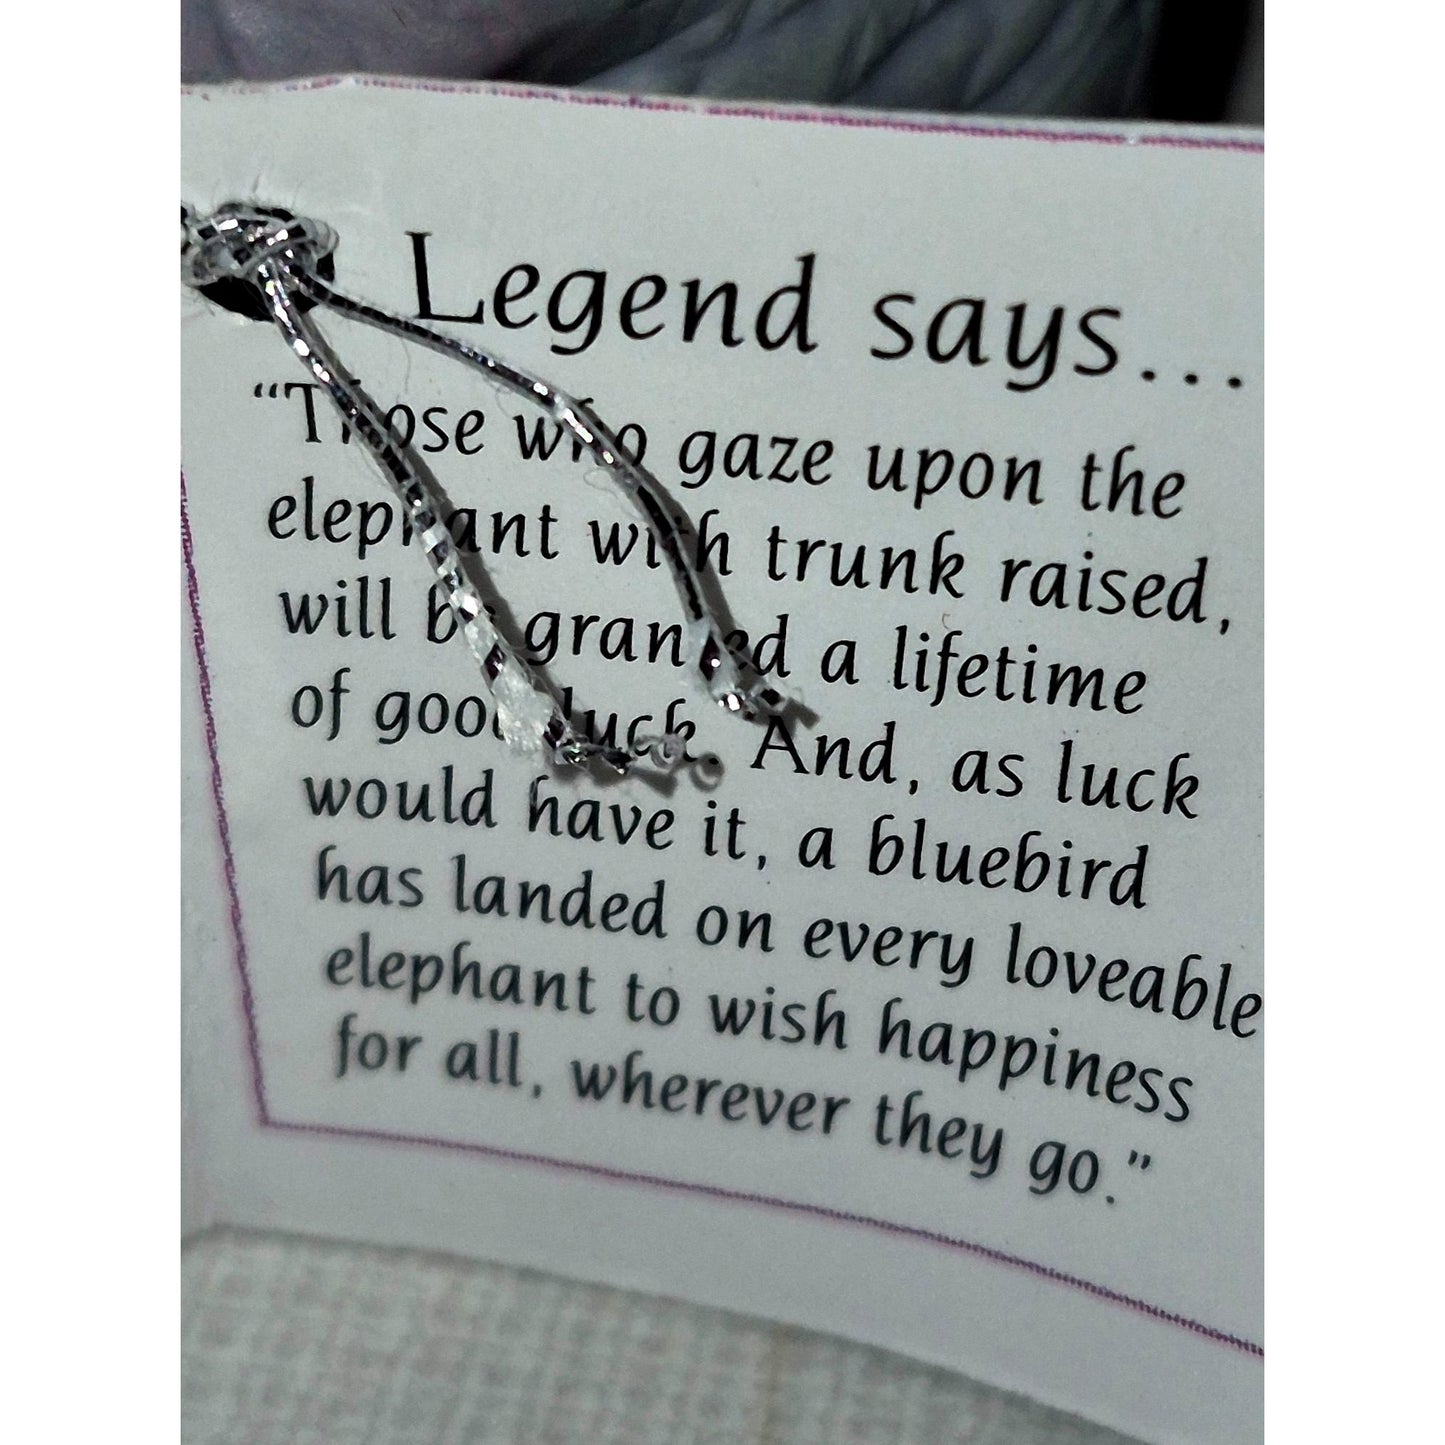 Legend says...
“Those who gaze upon the
elephant with trunk raised,
will be granted a lifetime
of good luck. And, as luck
would have it, a bluebird
has landed on every loveable
elephant to wish happiness
for all, wherever they go.”